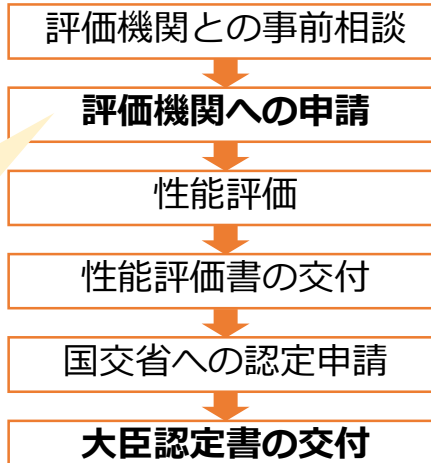 評価機関との事前相談
評価機関への申請
性能評価
性能評価書の交付
国交省への認定申請
大臣認定書の交付